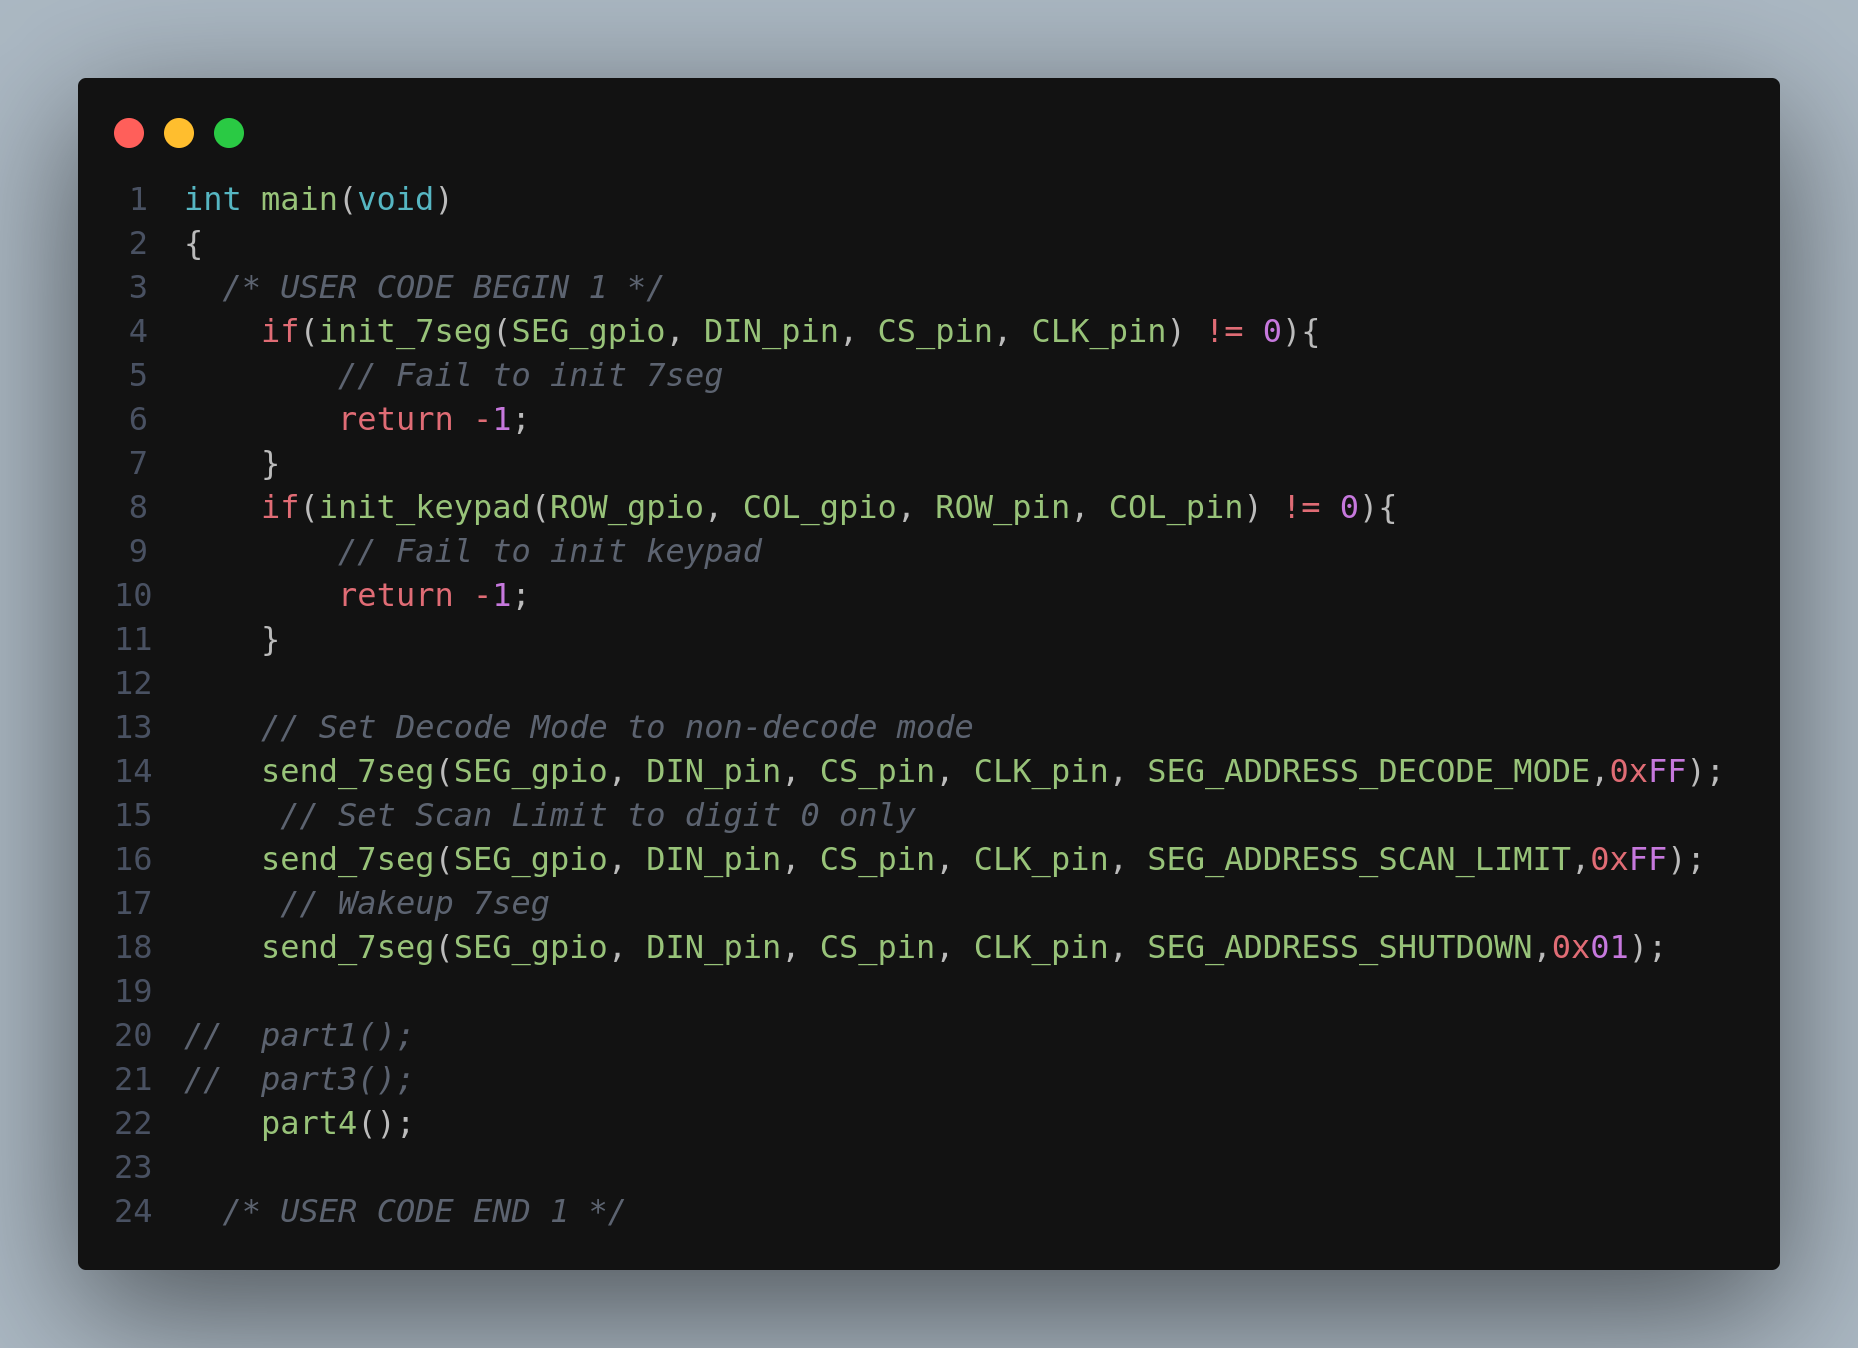 1 int main(void)
2 {
3   /* USER CODE BEGIN 1 */
4     if(init_7seg(SEG_gpio, DIN_pin, CS_pin, CLK_pin) != 0){
5         // Fail to init 7seg
6         return -1;
7     }
8     if(init_keypad(ROW_gpio, COL_gpio, ROW_pin, COL_pin) != 0){
9         // Fail to init keypad
10         return -1;
11     }
12
13     // Set Decode Mode to non-decode mode
14     send_7seg(SEG_gpio, DIN_pin, CS_pin, CLK_pin, SEG_ADDRESS_DECODE_MODE,0xFF);
15      // Set Scan Limit to digit 0 only
16     send_7seg(SEG_gpio, DIN_pin, CS_pin, CLK_pin, SEG_ADDRESS_SCAN_LIMIT,0xFF);
17      // Wakeup 7seg
18     send_7seg(SEG_gpio, DIN_pin, CS_pin, CLK_pin, SEG_ADDRESS_SHUTDOWN,0x01);
19
20 //  part1();
21 //  part3();
22     part4();
23
24   /* USER CODE END 1 */